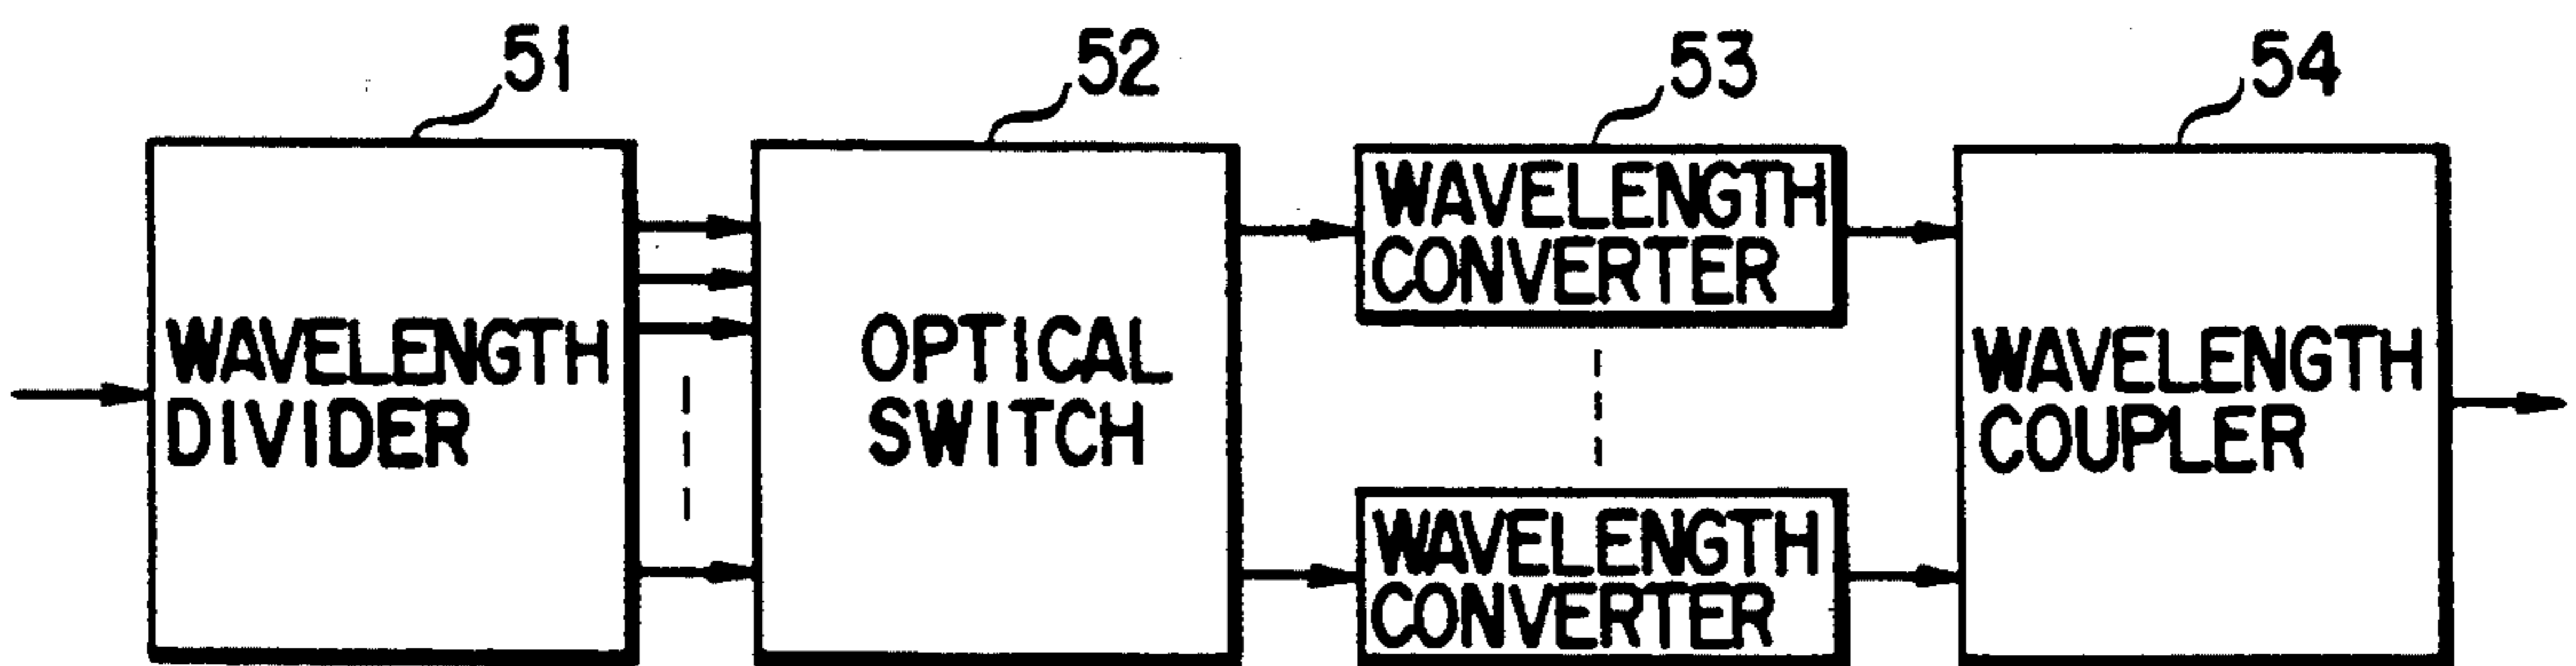 51
52
53
54
WAVELENGTH
DIVIDER
OPTICAL
SWITCH
WAVELENGTH
CONVERTER
WAVELENGTH
CONVERTER
WAVELENGTH
COUPLER